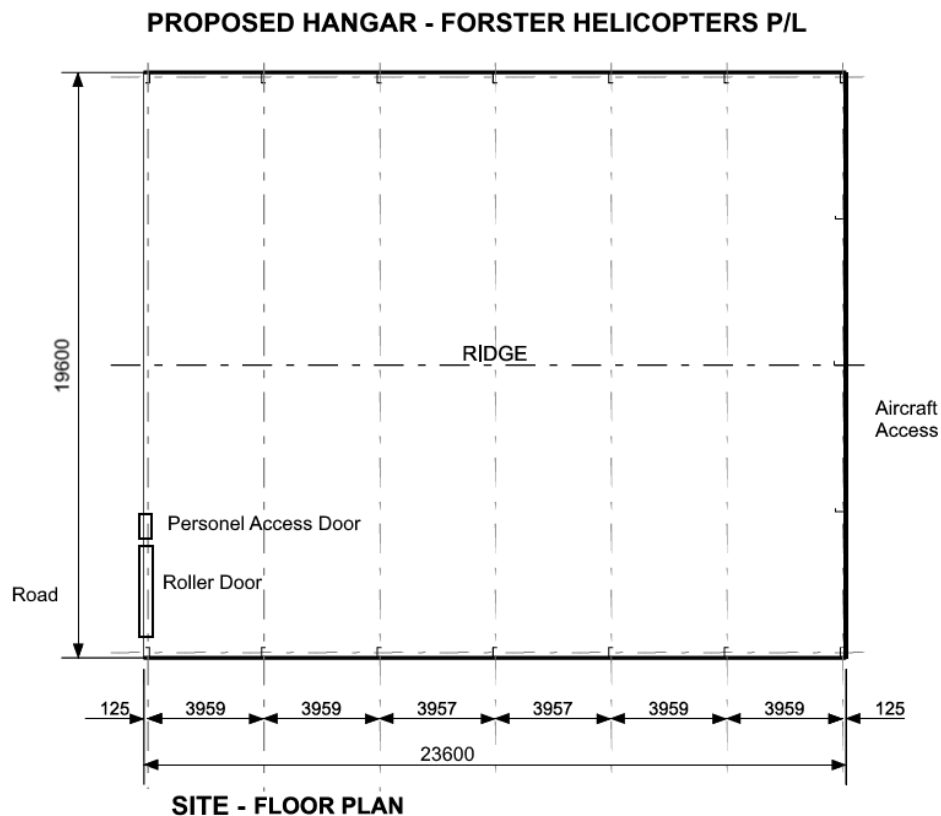 PROPOSED HANGAR - FORSTER HELICOPTERS P/L
19600
RIDGE
Aircraft
Access
Personel Access Door
Roller Door
Road
125 3959 3959 3957 3957 3959 3959 125
23600
SITE - FLOOR PLAN